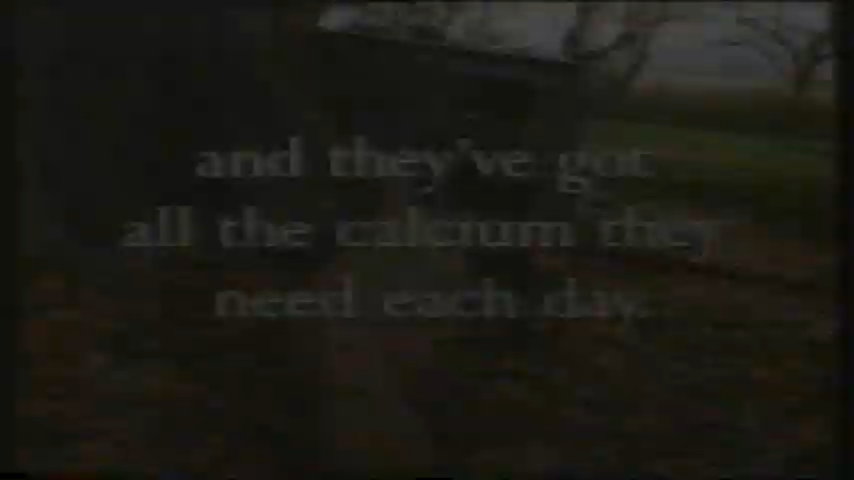 and they've got
all the calcium they
need each day.